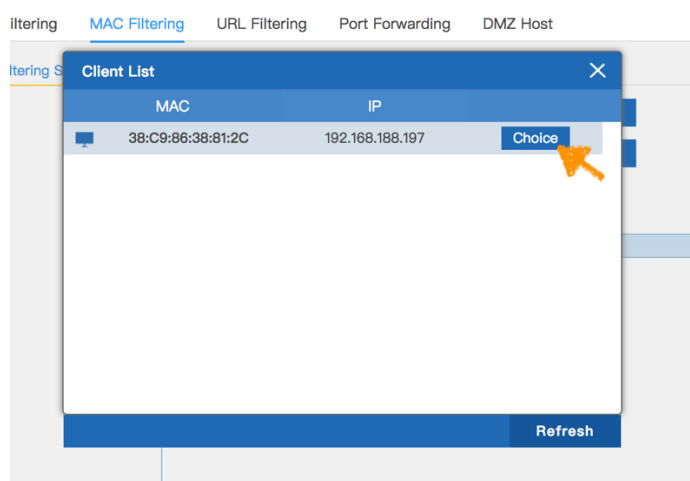 iltering MAC Filtering URL Filtering Port Forwarding DMZ Host
ltering S
Client List
MAC IP
38:C9:86:38:81:2C 192.168.188.197 Choice
Refresh